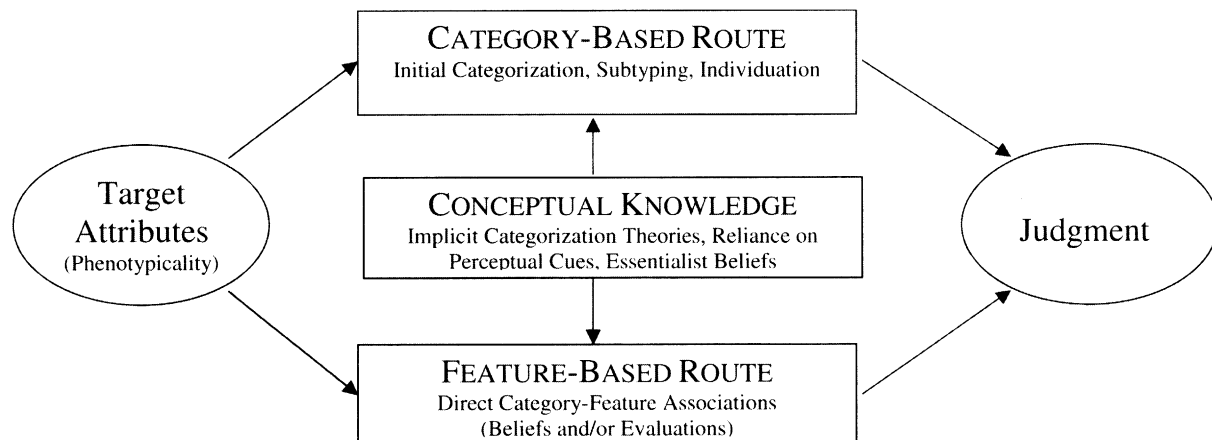 CATEGORY-BASED ROUTE
Initial Categorization, Subtyping, Individuation
Target
Attributes
(Phenotypicality)
CONCEPTUAL KNOWLEDGE
Implicit Categorization Theories, Reliance on
Perceptual Cues, Essentialist Beliefs
Judgment
FEATURE-BASED ROUTE
Direct Category-Feature Associations
(Beliefs and/or Evaluations)